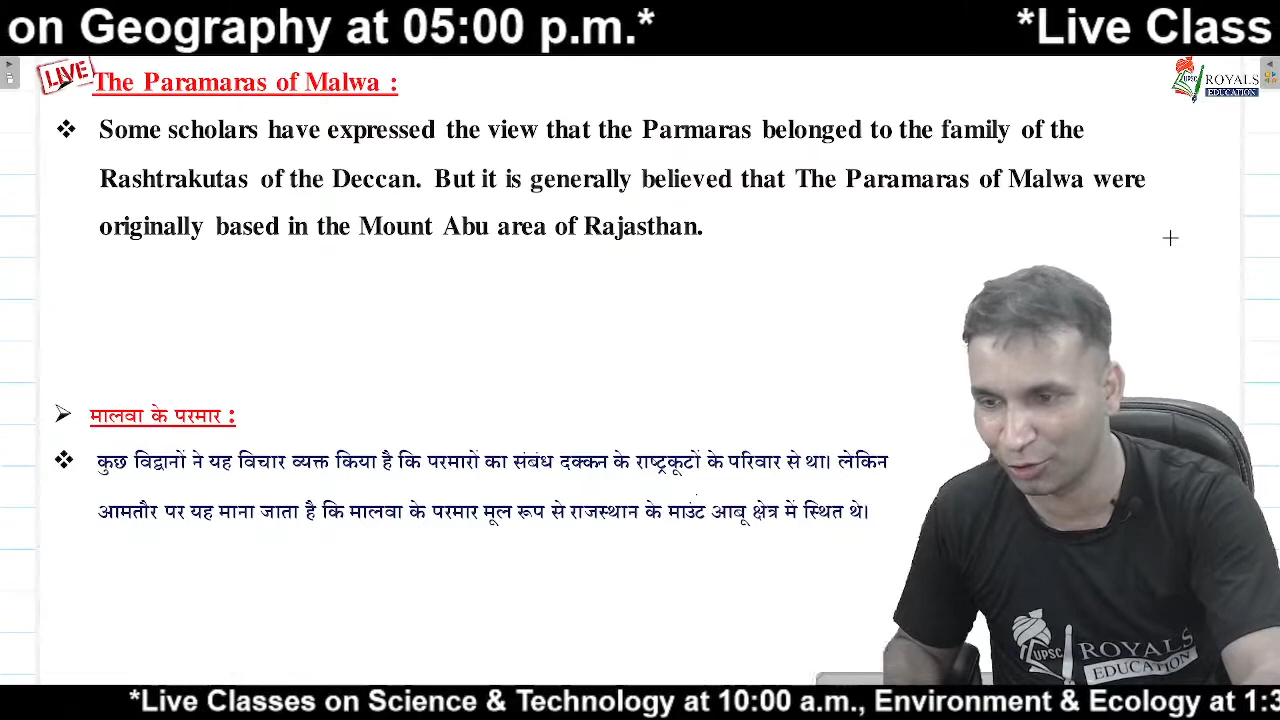 on Geography at 05:00 p.m.* *Live Class
LIVE
The Paramaras of Malwa :
ROYALS
UPSC
EDUCATION
Some scholars have expressed the view that the Parmaras belonged to the family of the
Rashtrakutas of the Deccan. But it is generally believed that The Paramaras of Malwa were
originally based in the Mount Abu area of Rajasthan.
मालवा के परमार :
कुछ विद्वानों ने यह विचार व्यक्त किया है कि परमारों का संबंध दक्कन के राष्ट्रकूटों के परिवार से था। लेकिन
आमतौर पर यह माना जाता है कि मालवा के परमार मूल रूप से राजस्थान के माउंट आबू क्षेत्र में स्थित थे।
UPSC ROYALS
EDUCATION
*Live Classes on Science & Technology at 10:00 a.m., Environment & Ecology at 1:3